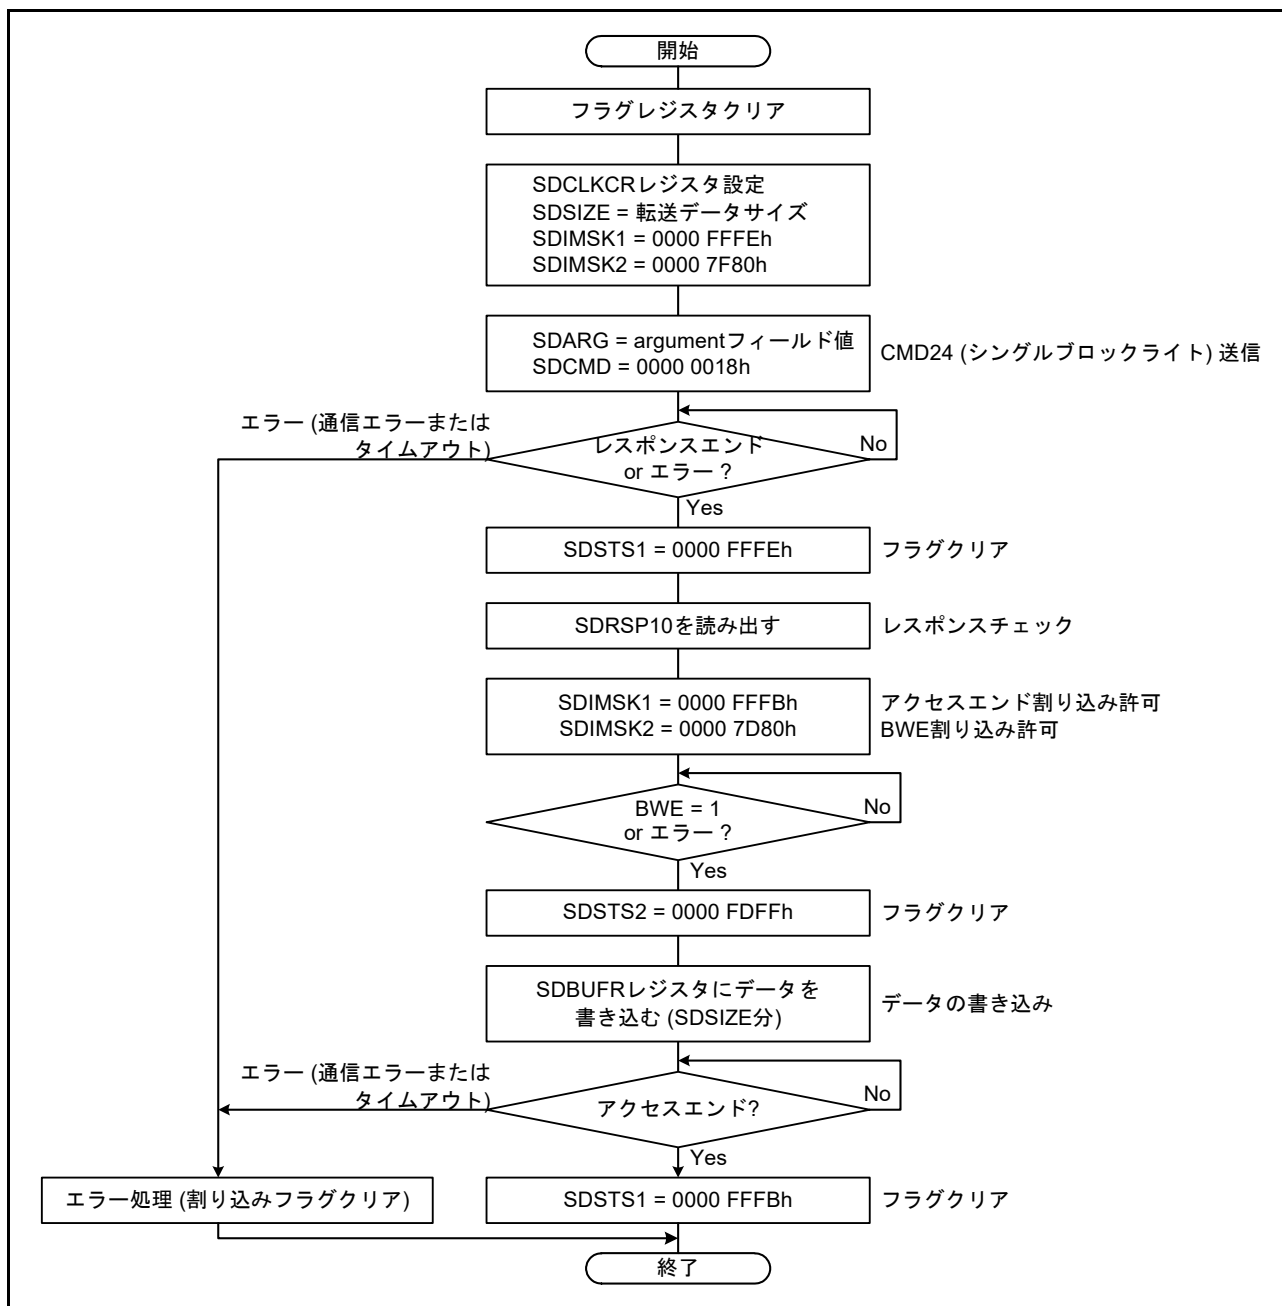 開始
フラグレジスタクリア
SDCLKCRレジスタ設定
SDSIZE = 転送データサイズ
SDIMSK1 = 0000 FFFEh
SDIMSK2 = 0000 7F80h
SDARG = argumentフィールド値
SDCMD = 0000 0018h
CMD24 (シングルブロックライト) 送信
エラー (通信エラーまたは
タイムアウト)
レスポンスエンド
or エラー ?
No
Yes
SDSTS1 = 0000 FFFEh
フラグクリア
SDRSP10を読み出す
レスポンスチェック
SDIMSK1 = 0000 FFFBh
SDIMSK2 = 0000 7D80h
アクセスエンド割り込み許可
BWE割り込み許可
BWE = 1
or エラー ?
No
Yes
SDSTS2 = 0000 FDFFh
フラグクリア
SDBUFRレジスタにデータを
書き込む (SDSIZE分)
データの書き込み
エラー (通信エラーまたは
タイムアウト)
アクセスエンド?
No
Yes
エラー処理 (割り込みフラグクリア)
SDSTS1 = 0000 FFFBh
フラグクリア
終了